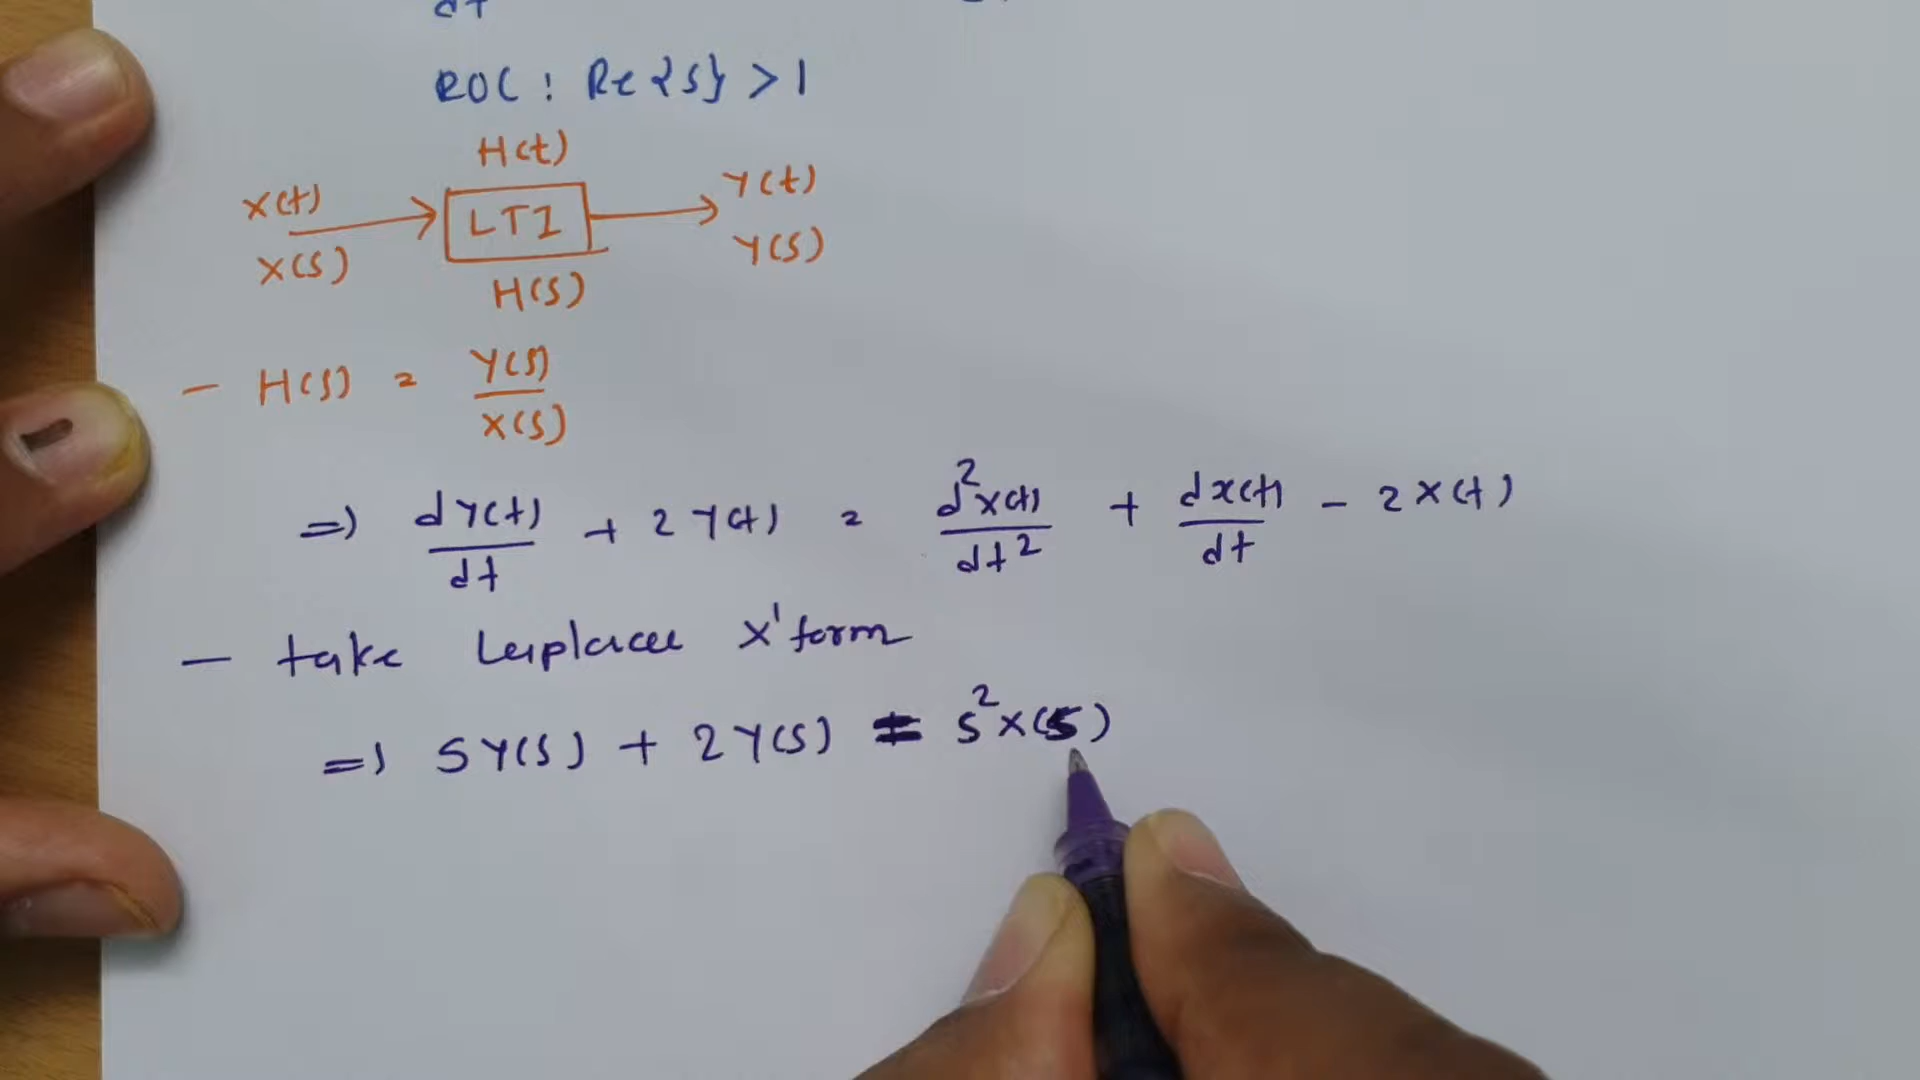 ROC : Re{s} > 1
H(t)
x(t) → LTI → Y(t)
X(s) H(s) Y(s)
- H(s) = Y(s) / X(s)
=> dY(t)/dt + 2Y(t) = d²x(t)/dt² + dx(t)/dt - 2x(t)
- take Laplace x'form
=> SY(s) + 2Y(s) = s²X(s)